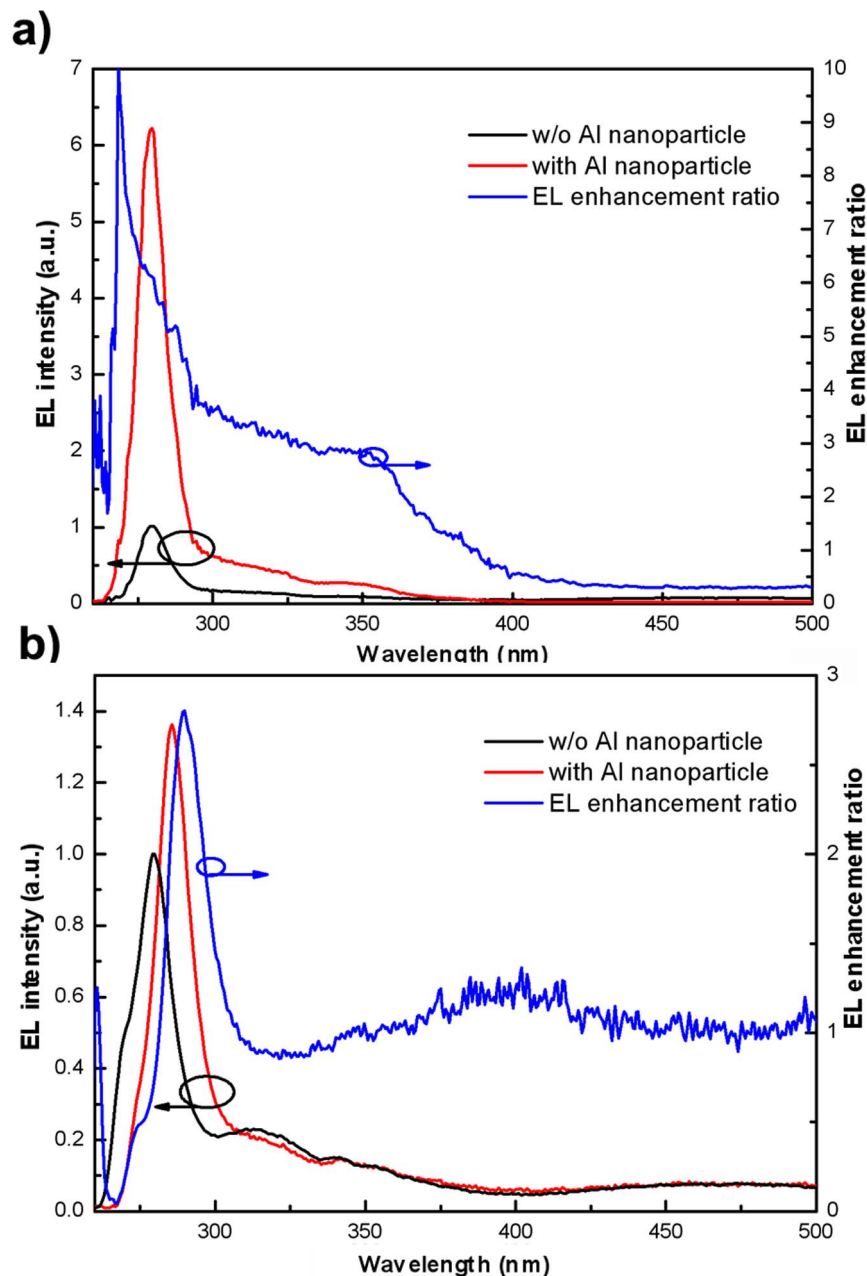 a)
7
6
5
4
3
2
1
0
EL intensity (a.u.)
w/o Al nanoparticle
with Al nanoparticle
EL enhancement ratio
10
9
8
7
6
5
4
3
2
1
0
EL enhancement ratio
300
350
400
450
500
Wavelength (nm)
b)
1.4
1.2
1.0
0.8
0.6
0.4
0.2
0.0
EL intensity (a.u.)
w/o Al nanoparticle
with Al nanoparticle
EL enhancement ratio
3
2
1
0
EL enhancement ratio
300
350
400
450
500
Wavelength (nm)